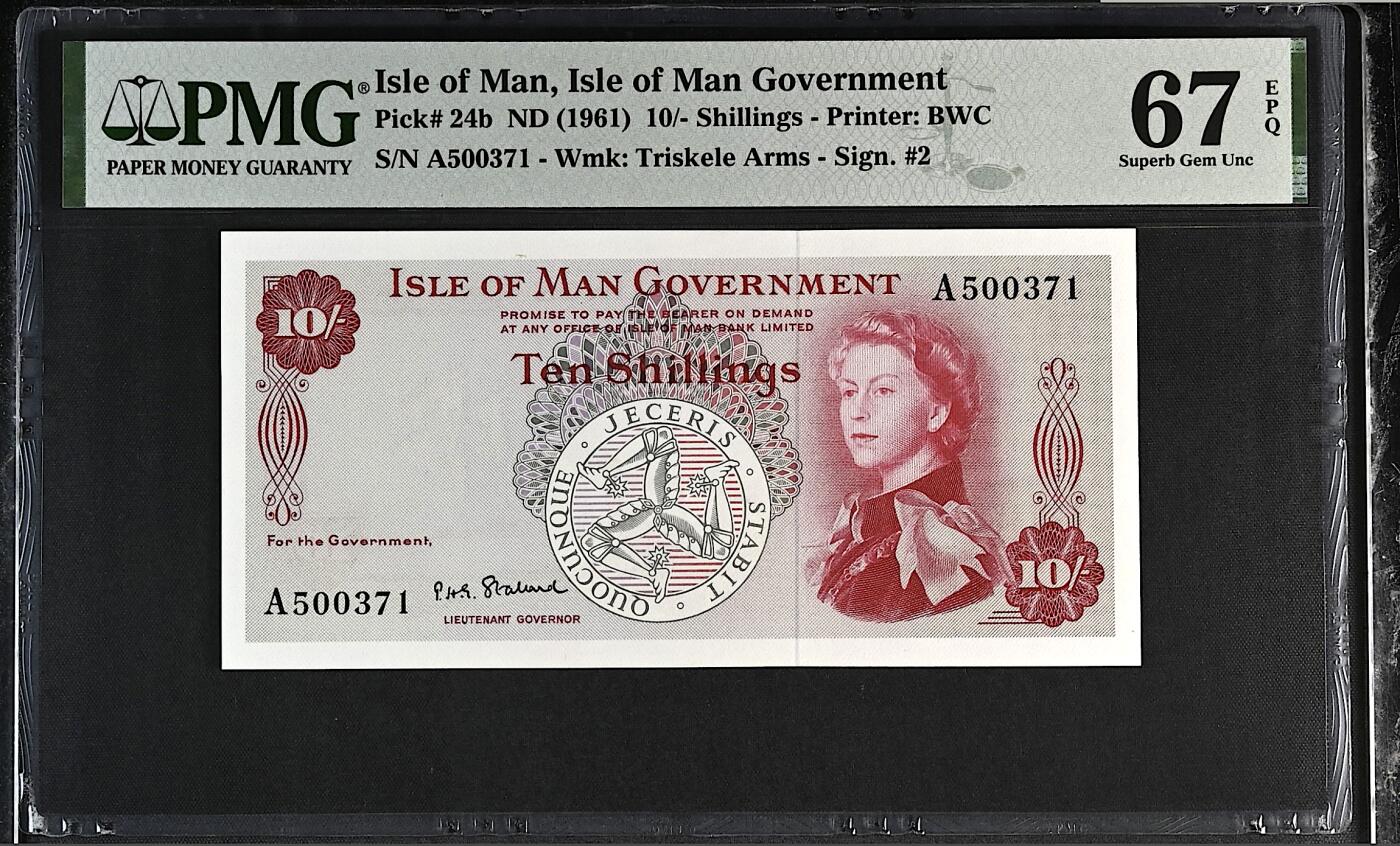 PMG®
PAPER MONEY GUARANTY
Isle of Man, Isle of Man Government
Pick# 24b ND (1961) 10/- Shillings - Printer: BWC
S/N A500371 - Wmk: Triskele Arms - Sign. #2
67
EPQ
Superb Gem Unc
10/-
ISLE OF MAN GOVERNMENT
A500371
PROMISE TO PAY THE BEARER ON DEMAND
AT ANY OFFICE OF ISLE OF MAN BANK LIMITED
Ten Shillings
QUOCUNQUE · JECERIS · STABIT ·
For the Government,
A500371
P.H.G. Stallard
LIEUTENANT GOVERNOR
10/-